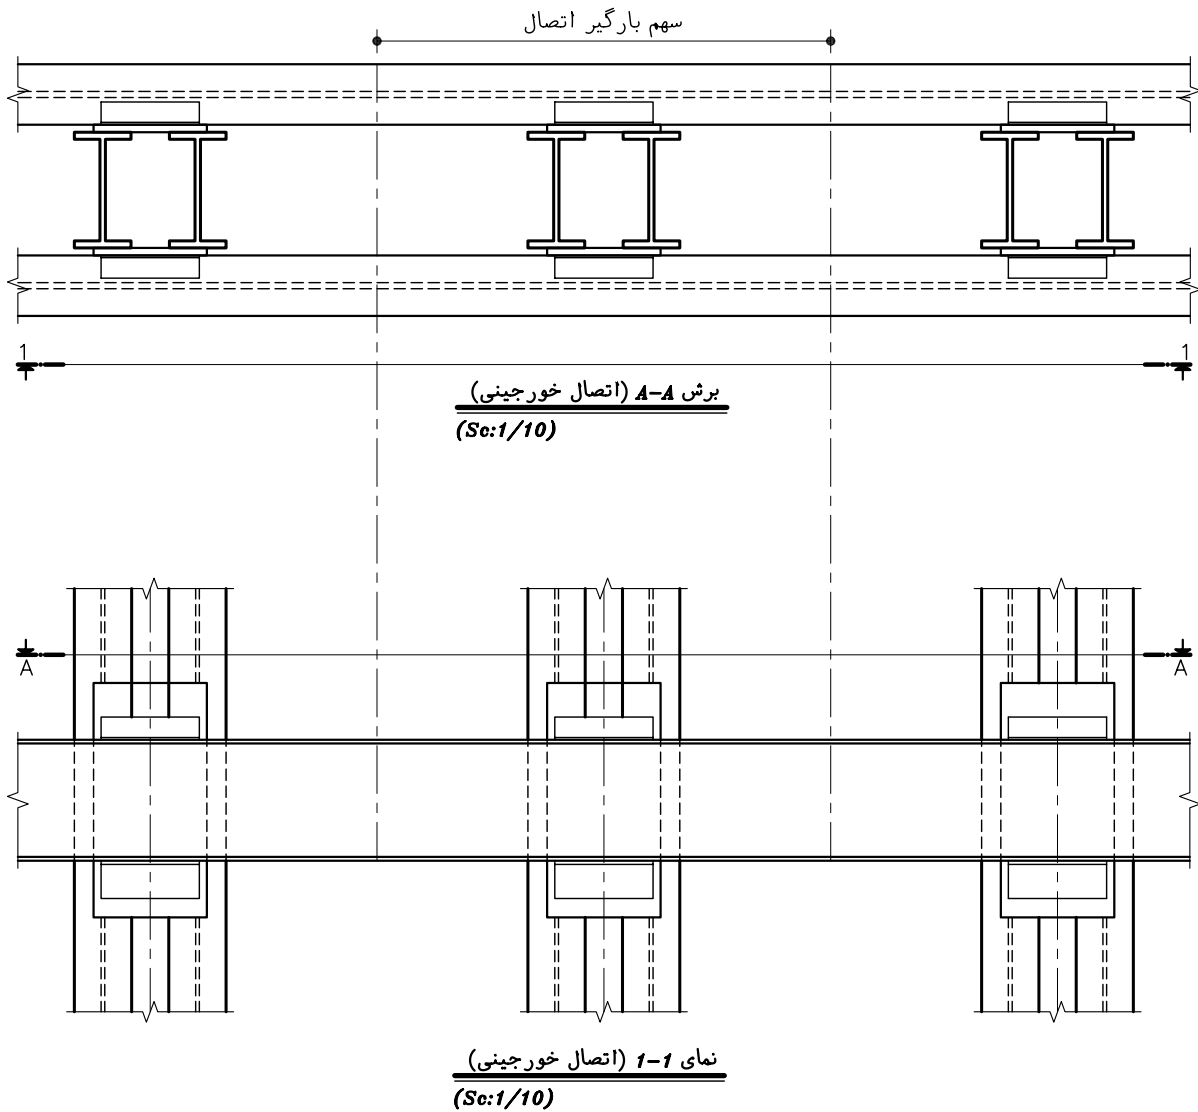 سهم بارگیر اتصال
1 1
برش A-A (اتصال خورجینی)
(Sc:1/10)
A A
نمای 1-1 (اتصال خورجینی)
(Sc:1/10)